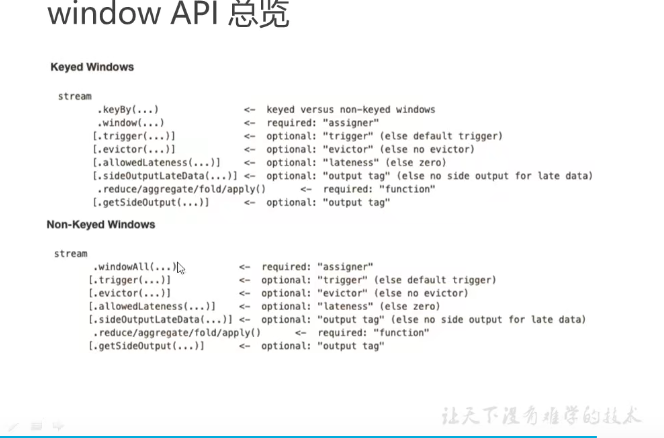 window API 总览
Keyed Windows
stream
.keyBy(...) <- keyed versus non-keyed windows
.window(...) <- required: "assigner"
[.trigger(...)] <- optional: "trigger" (else default trigger)
[.evictor(...)] <- optional: "evictor" (else no evictor)
[.allowedLateness(...)] <- optional: "lateness" (else zero)
[.sideOutputLateData(...)] <- optional: "output tag" (else no side output for late data)
.reduce/aggregate/fold/apply() <- required: "function"
[.getSideOutput(...)] <- optional: "output tag"
Non-Keyed Windows
stream
.windowAll(...) <- required: "assigner"
[.trigger(...)] <- optional: "trigger" (else default trigger)
[.evictor(...)] <- optional: "evictor" (else no evictor)
[.allowedLateness(...)] <- optional: "lateness" (else zero)
[.sideOutputLateData(...)] <- optional: "output tag" (else no side output for late data)
.reduce/aggregate/fold/apply() <- required: "function"
[.getSideOutput(...)] <- optional: "output tag"
让天下没有难学的技术